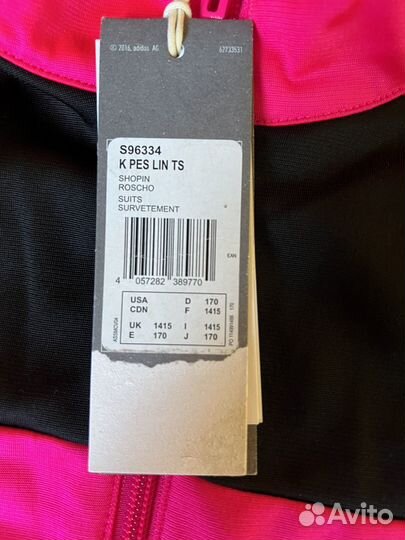 © 2016, adidas AG 62733531
S96334
K PES LIN TS
SHOPIN
ROSCHO
SUITS
SURVETEMENT
EAN
4 057282 389770
USA D 170
CDN F 1415
UK 1415 I 1415
E 170 J 170
Avito